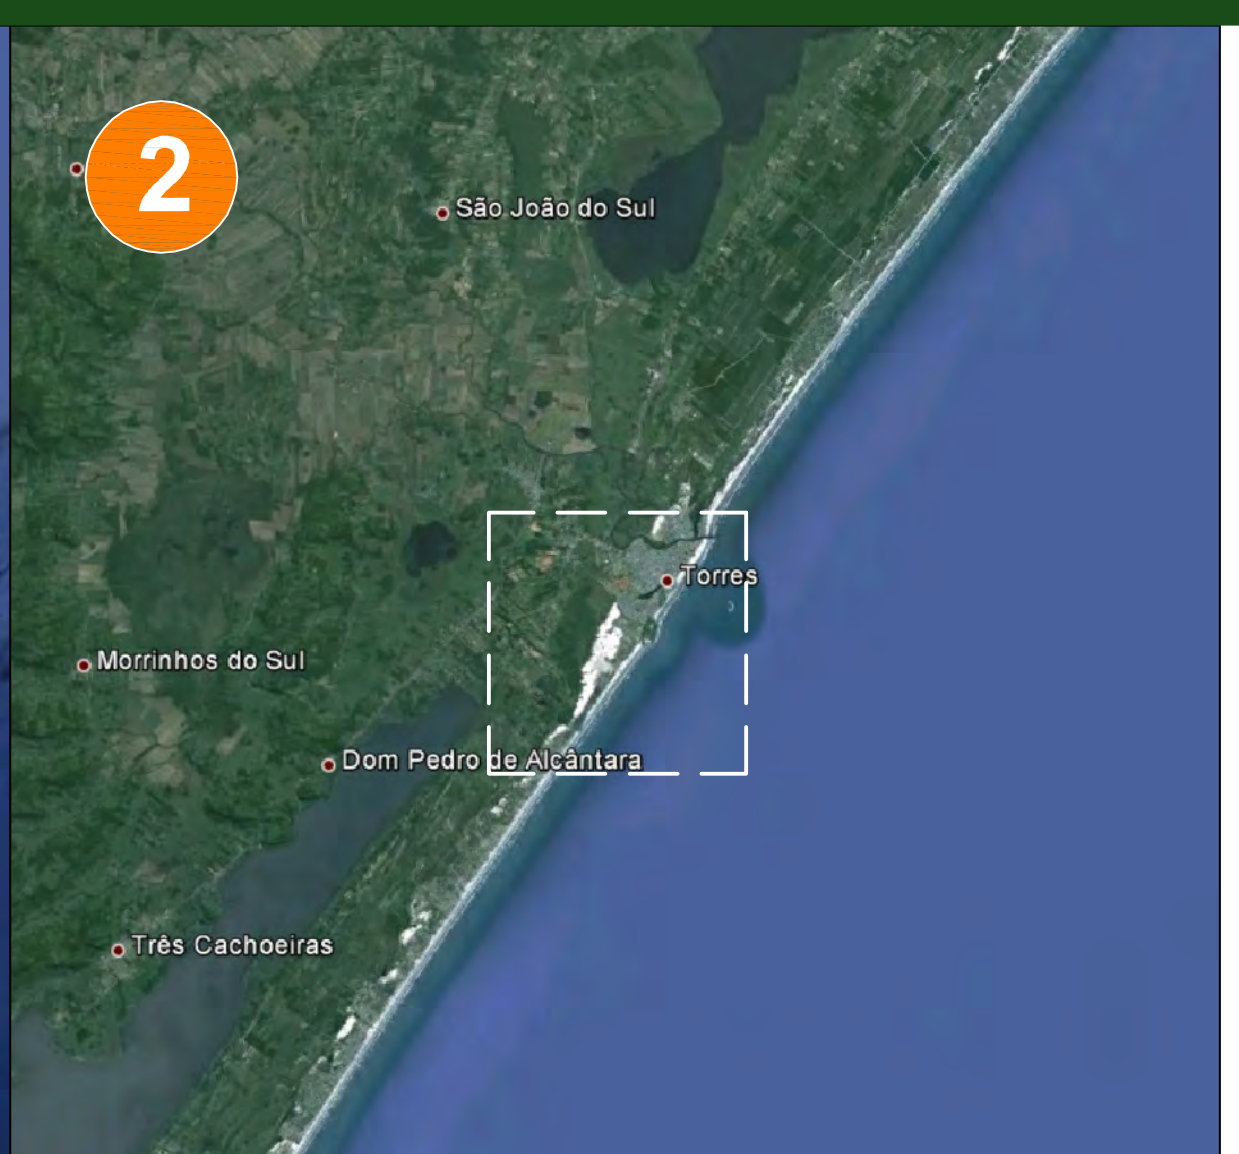 2
São João do Sul
Torres
Morrinhos do Sul
Dom Pedro de Alcântara
Três Cachoeiras